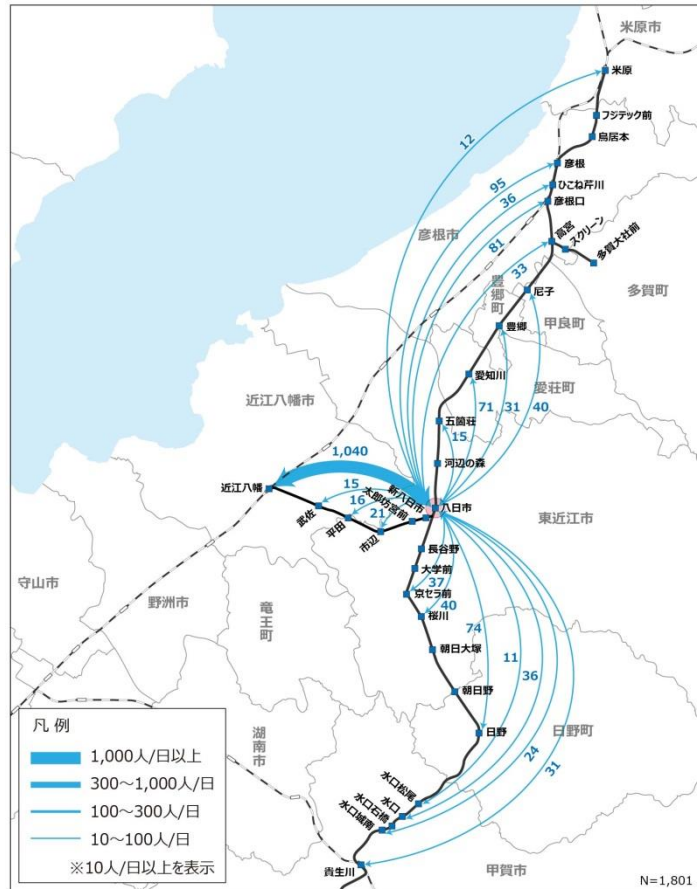 米原市
米原
フジテック前
鳥居本
12
彦根
95
ひこね芹川
36
彦根口
彦根市
81
高宮
スクリーン
多賀大社前
33
豊郷町
尼子
多賀町
甲良町
豊郷
愛知川
愛荘町
近江八幡市
71
31
40
五箇荘
15
1,040
河辺の森
近江八幡
15
新八日市
八日市
太郎坊宮前
武佐
16
平田
21
市辺
東近江市
長谷野
大学前
守山市
野洲市
37
京セラ前
40
桜川
竜王町
74
朝日大塚
11
36
朝日野
日野町
日野
湖南市
24
31
水口松尾
水口
水口石橋
水口城南
貴生川
甲賀市
凡 例
1,000人/日以上
300～1,000人/日
100～300人/日
10～100人/日
※10人/日以上を表示
N=1,801